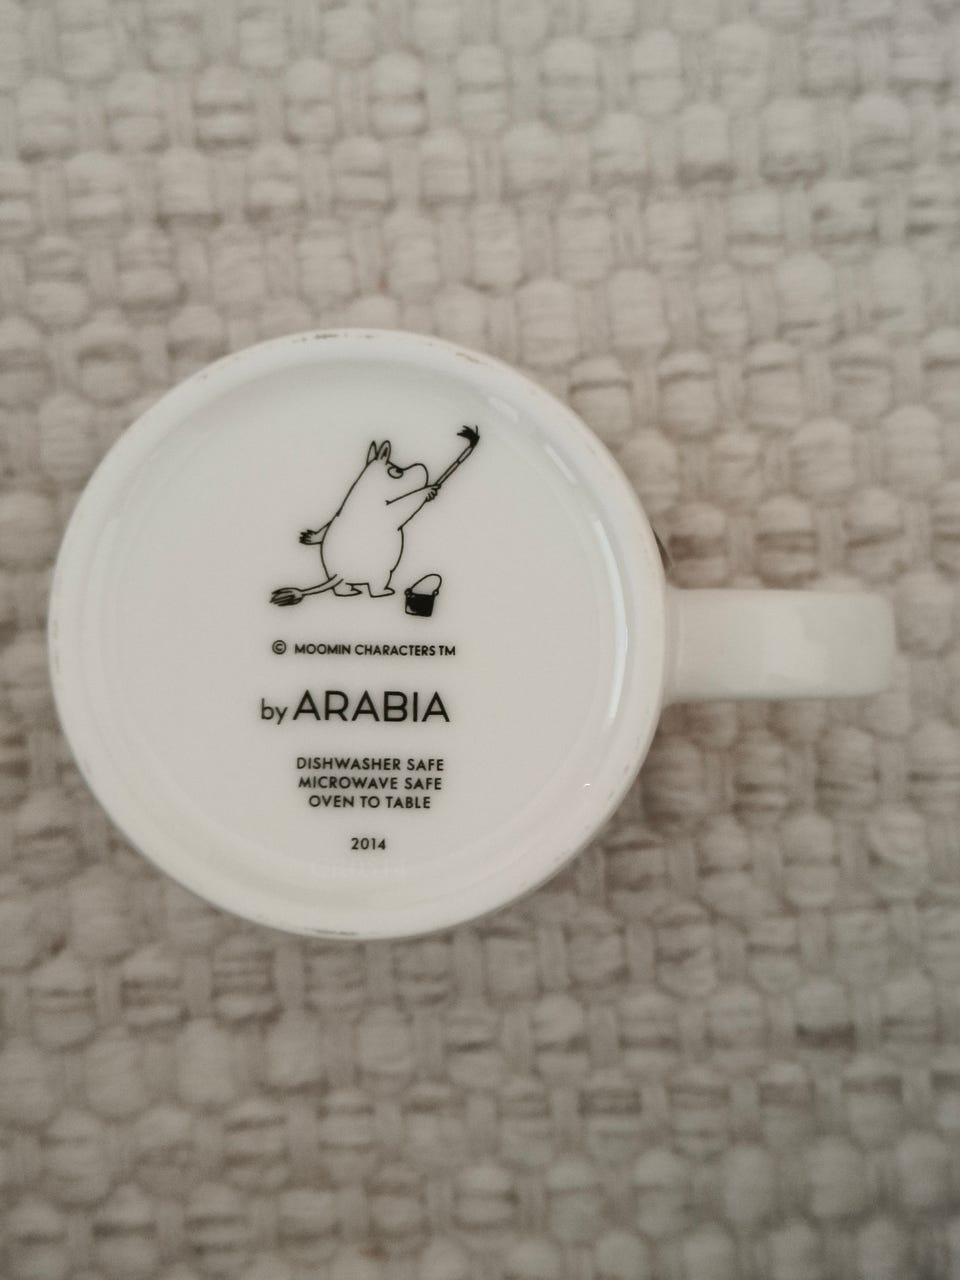 © MOOMIN CHARACTERS TM
by ARABIA
DISHWASHER SAFE
MICROWAVE SAFE
OVEN TO TABLE
2014